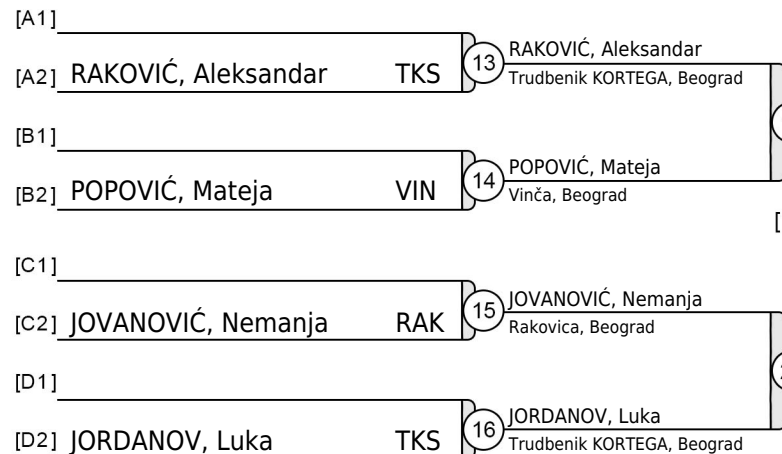 [A1]
[A2] RAKOVIĆ, Aleksandar TKS
13
RAKOVIĆ, Aleksandar
Trudbenik KORTEGA, Beograd
[B1]
[B2] POPOVIĆ, Mateja VIN
14
POPOVIĆ, Mateja
Vinča, Beograd
[
[C1]
[C2] JOVANOVIĆ, Nemanja RAK
15
JOVANOVIĆ, Nemanja
Rakovica, Beograd
[D1]
[D2] JORDANOV, Luka TKS
16
JORDANOV, Luka
Trudbenik KORTEGA, Beograd